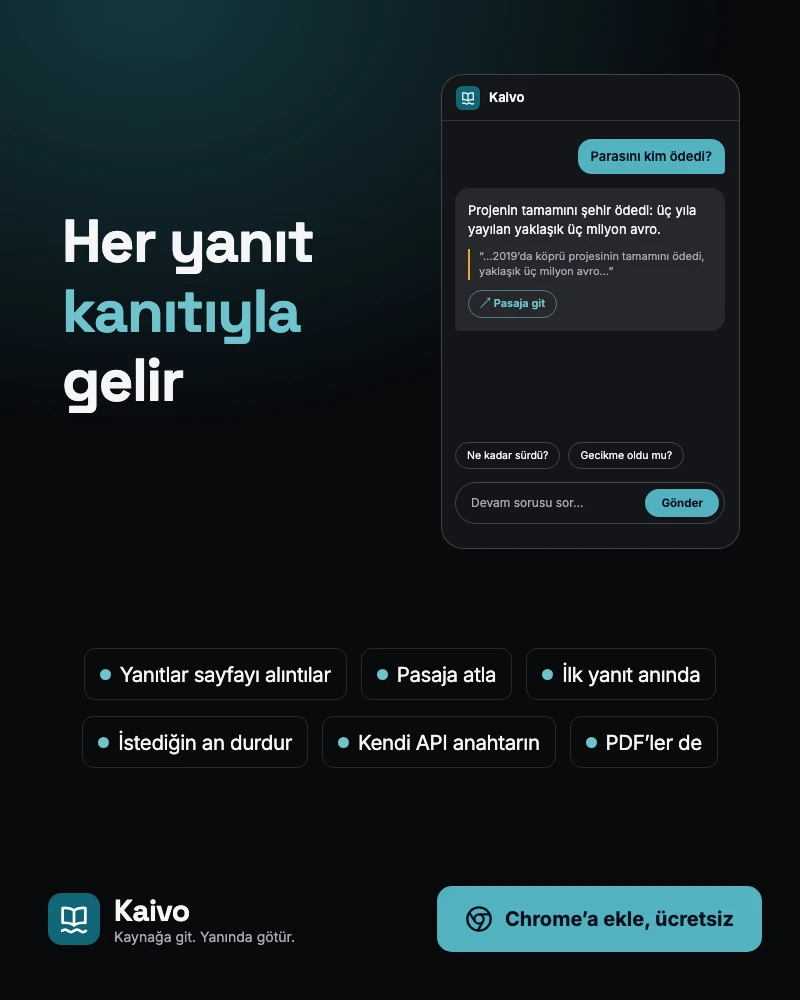 Kaivo
Parasını kim ödedi?
Projenin tamamını şehir ödedi: üç yıla
yayılan yaklaşık üç milyon avro.
“…2019’da köprü projesinin tamamını ödedi,
yaklaşık üç milyon avro…”
↗ Pasaja git
Her yanıt
kanıtıyla
gelir
Ne kadar sürdü?
Gecikme oldu mu?
Devam sorusu sor…
Gönder
Yanıtlar sayfayı alıntılar
Pasaja atla
İlk yanıt anında
İstediğin an durdur
Kendi API anahtarın
PDF’ler de
Kaivo
Kaynağa git. Yanında götür.
Chrome’a ekle, ücretsiz